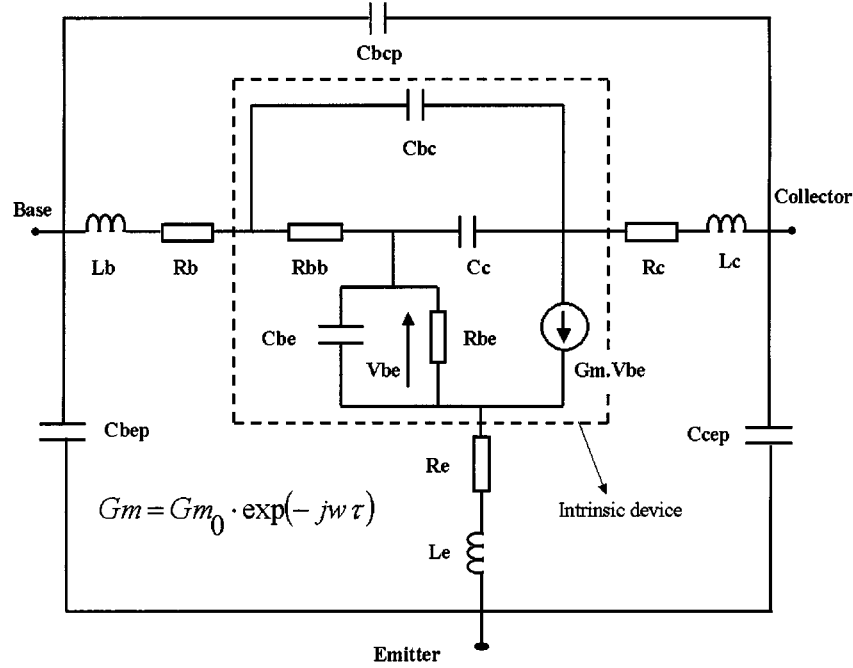 Cbcp
Cbc
Base
Collector
Lb
Rb
Rbb
Cc
Rc
Lc
Cbe
Vbe
Rbe
Gm.Vbe
Cbep
Ccep
Re
Gm = Gm0 · exp(− jw τ)
Intrinsic device
Le
Emitter